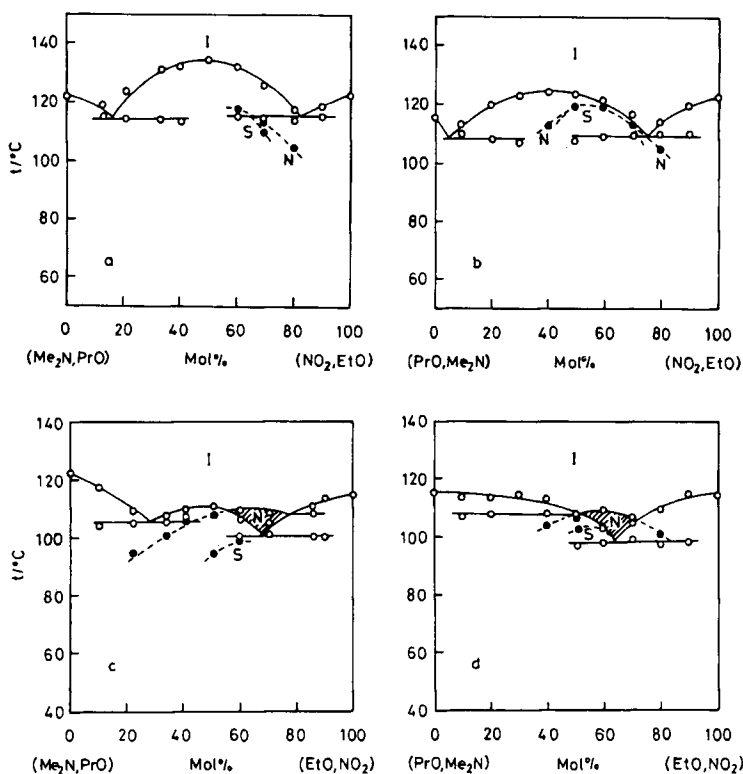 140
I
120
t/°C
100
S
N
80
a
60
0 20 40 60 80 100
(Me₂N,PrO) Mol% (NO₂,EtO)
140
I
120
100
N
S
N
80
b
60
0 20 40 60 80 100
(PrO,Me₂N) Mol% (NO₂,EtO)
140
I
120
t/°C
100
N
S
80
60
c
40
0 20 40 60 80 100
(Me₂N,PrO) Mol% (EtO,NO₂)
140
I
120
100
N
S
80
60
d
40
0 20 40 60 80 100
(PrO,Me₂N) Mol% (EtO,NO₂)